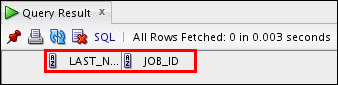 Query Result ×
SQL | All Rows Fetched: 0 in 0.003 seconds
LAST_N... JOB_ID